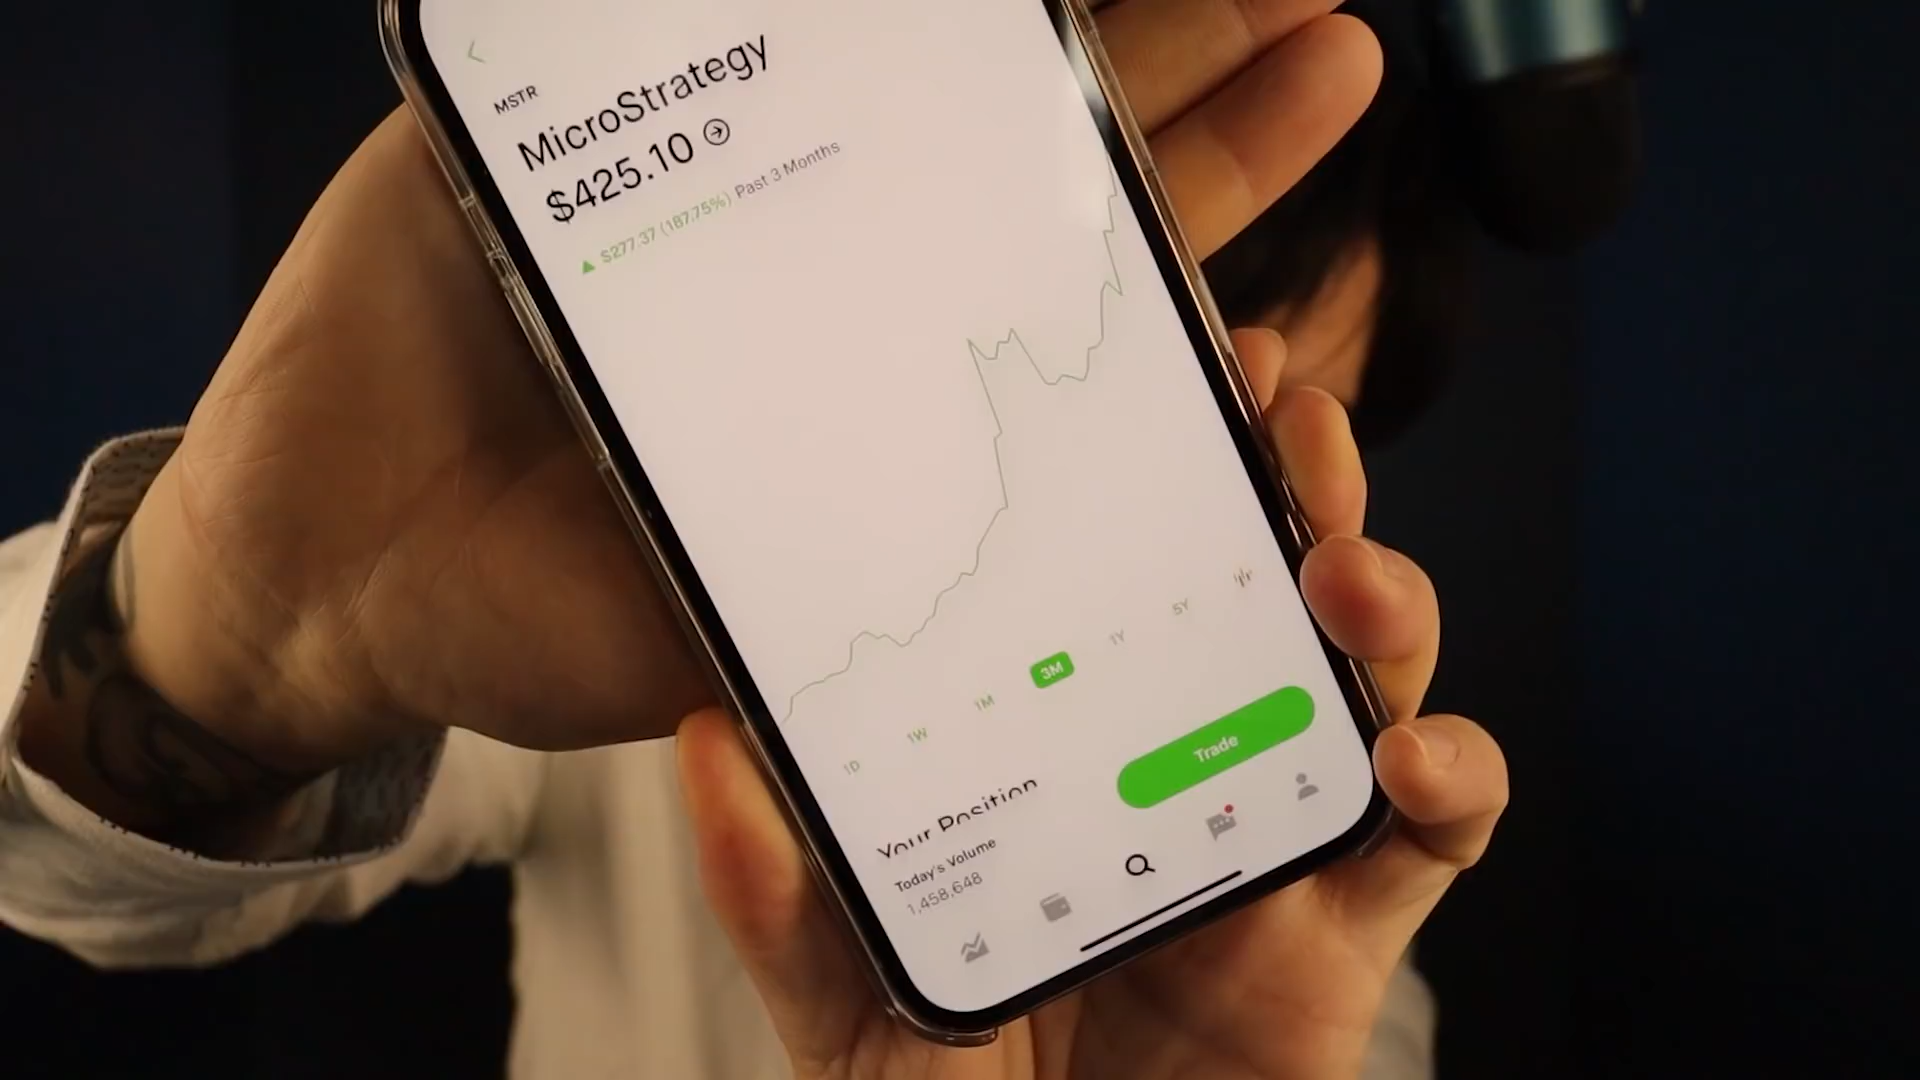 MSTR
MicroStrategy
$425.10
$277.37 (187.75%) Past 3 Months
1D 1W 1M 3M 1Y 5Y
Trade
Your Position
Today's Volume
1,458,648